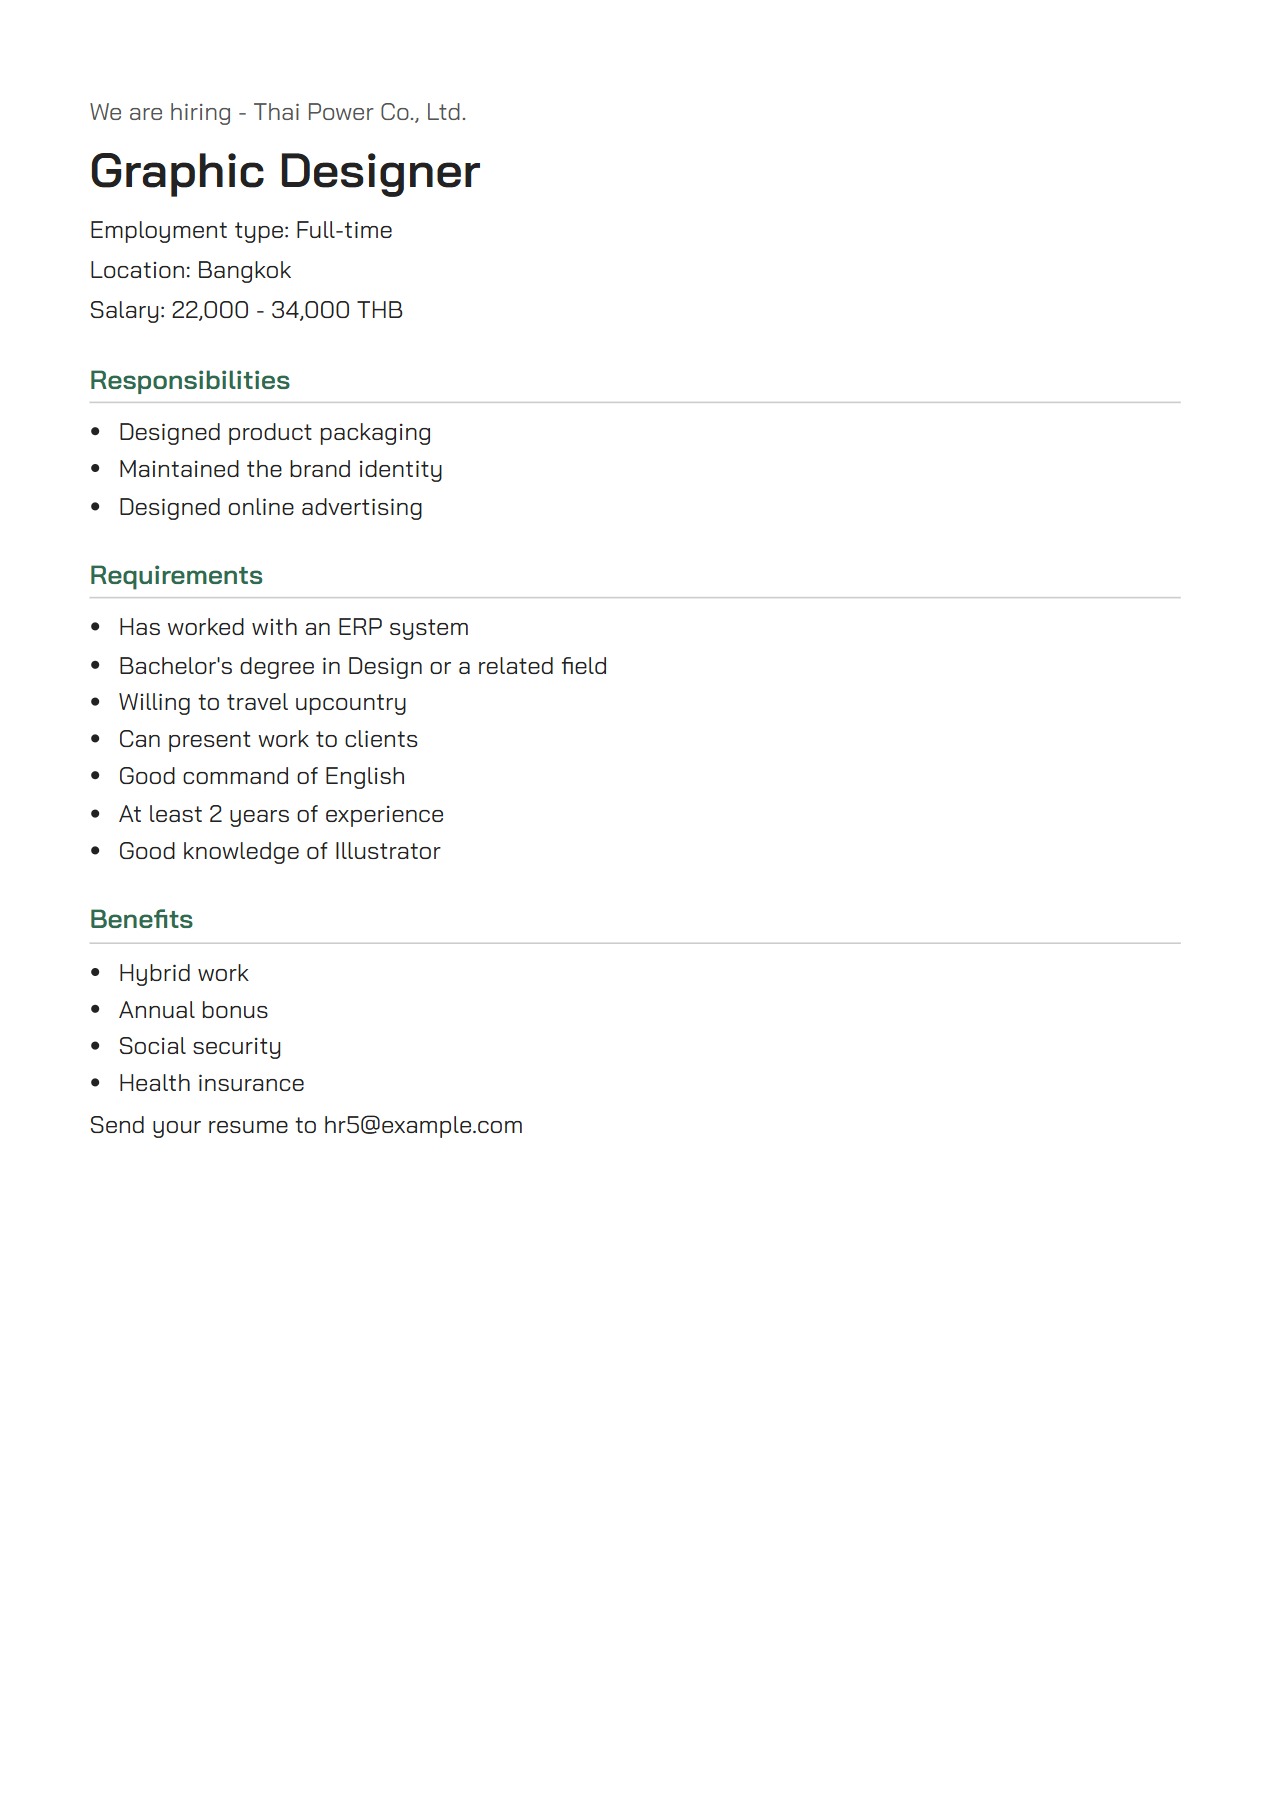 We are hiring - Thai Power Co., Ltd.
Graphic Designer
Employment type: Full-time
Location: Bangkok
Salary: 22,000 - 34,000 THB
Responsibilities
• Designed product packaging
• Maintained the brand identity
• Designed online advertising
Requirements
• Has worked with an ERP system
• Bachelor's degree in Design or a related field
• Willing to travel upcountry
• Can present work to clients
• Good command of English
• At least 2 years of experience
• Good knowledge of Illustrator
Benefits
• Hybrid work
• Annual bonus
• Social security
• Health insurance
Send your resume to hr5@example.com